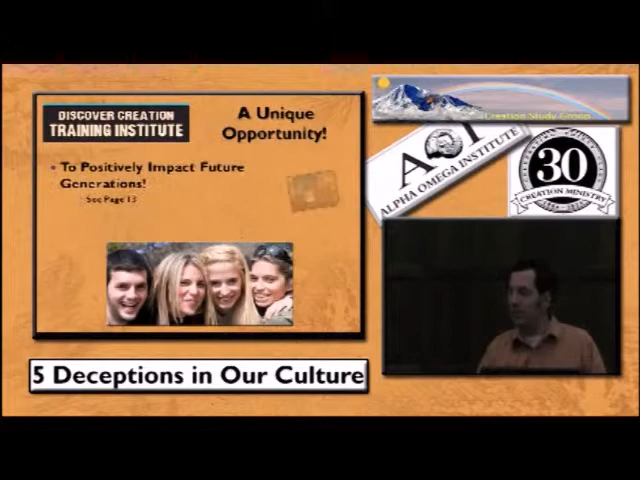 DISCOVER CREATION
TRAINING INSTITUTE
A Unique
Opportunity!
• To Positively Impact Future
Generations!
See Page 13
5 Deceptions in Our Culture
Creation Study Group
ALPHA OMEGA INSTITUTE
30
CREATION MINISTRY